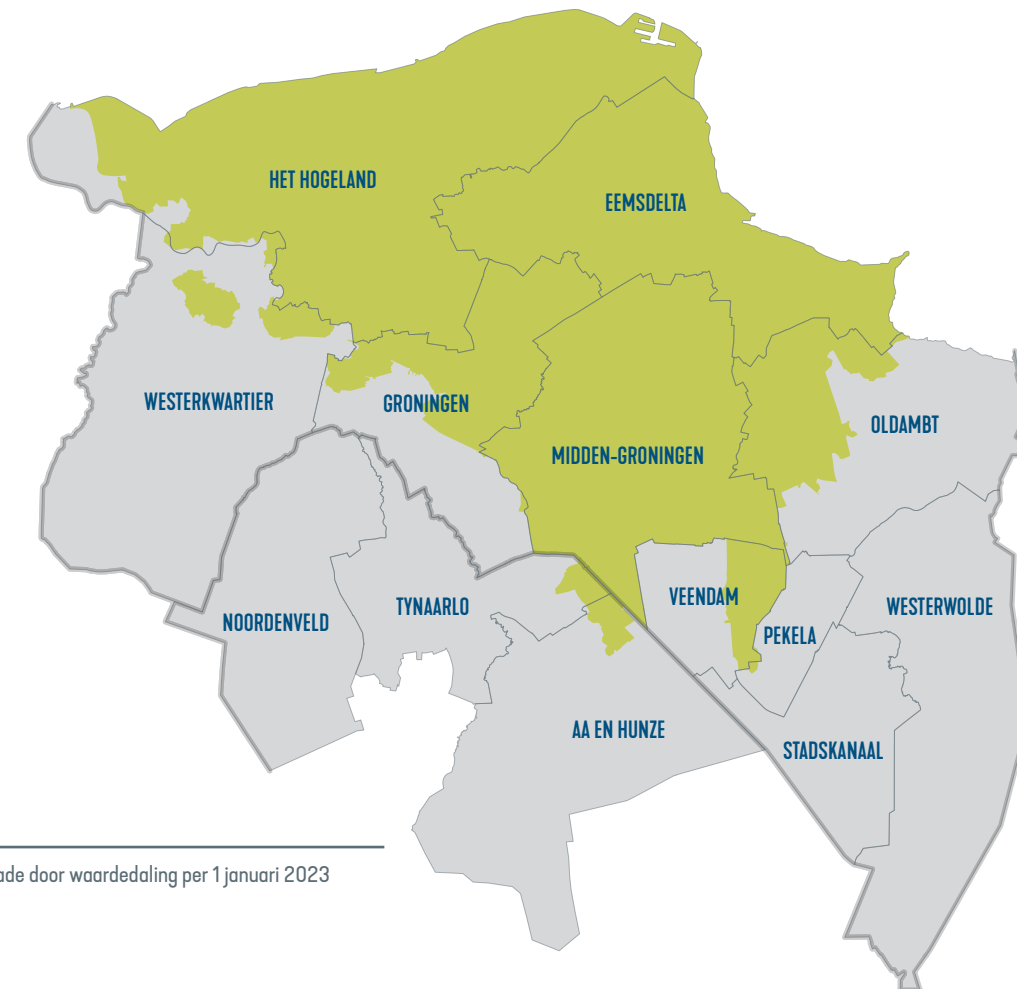 HET HOGELAND
EEMSDELTA
WESTERKWARTIER
GRONINGEN
OLDAMBT
MIDDEN-GRONINGEN
VEENDAM
TYNAARLO
WESTERWOLDE
NOORDENVELD
PEKELA
AA EN HUNZE
STADSKANAAL
door waardedaling per 1 januari 2023